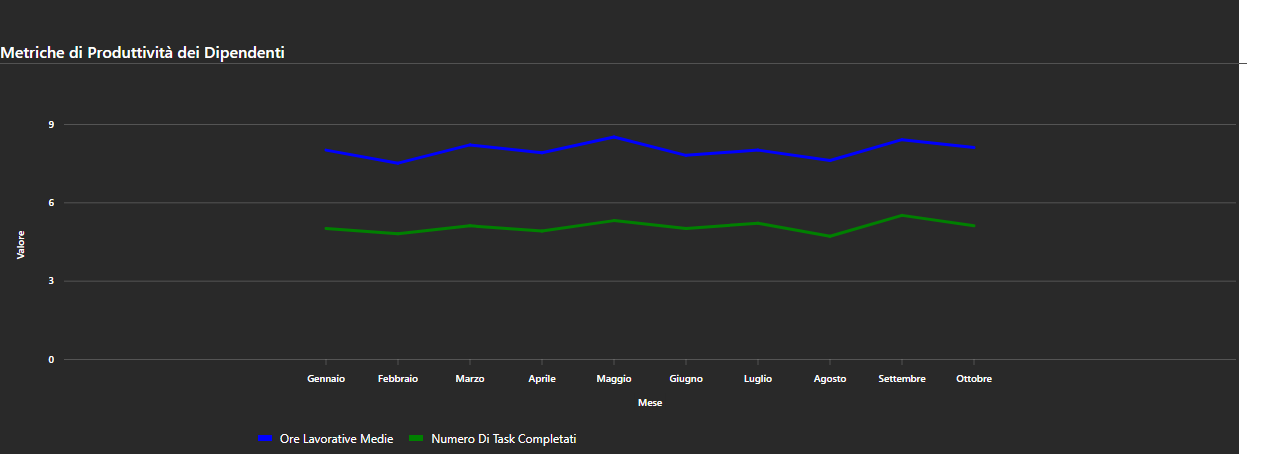 Metriche di Produttività dei Dipendenti
9
6
3
0
Valore
Gennaio Febbraio Marzo Aprile Maggio Giugno Luglio Agosto Settembre Ottobre
Mese
Ore Lavorative Medie Numero Di Task Completati